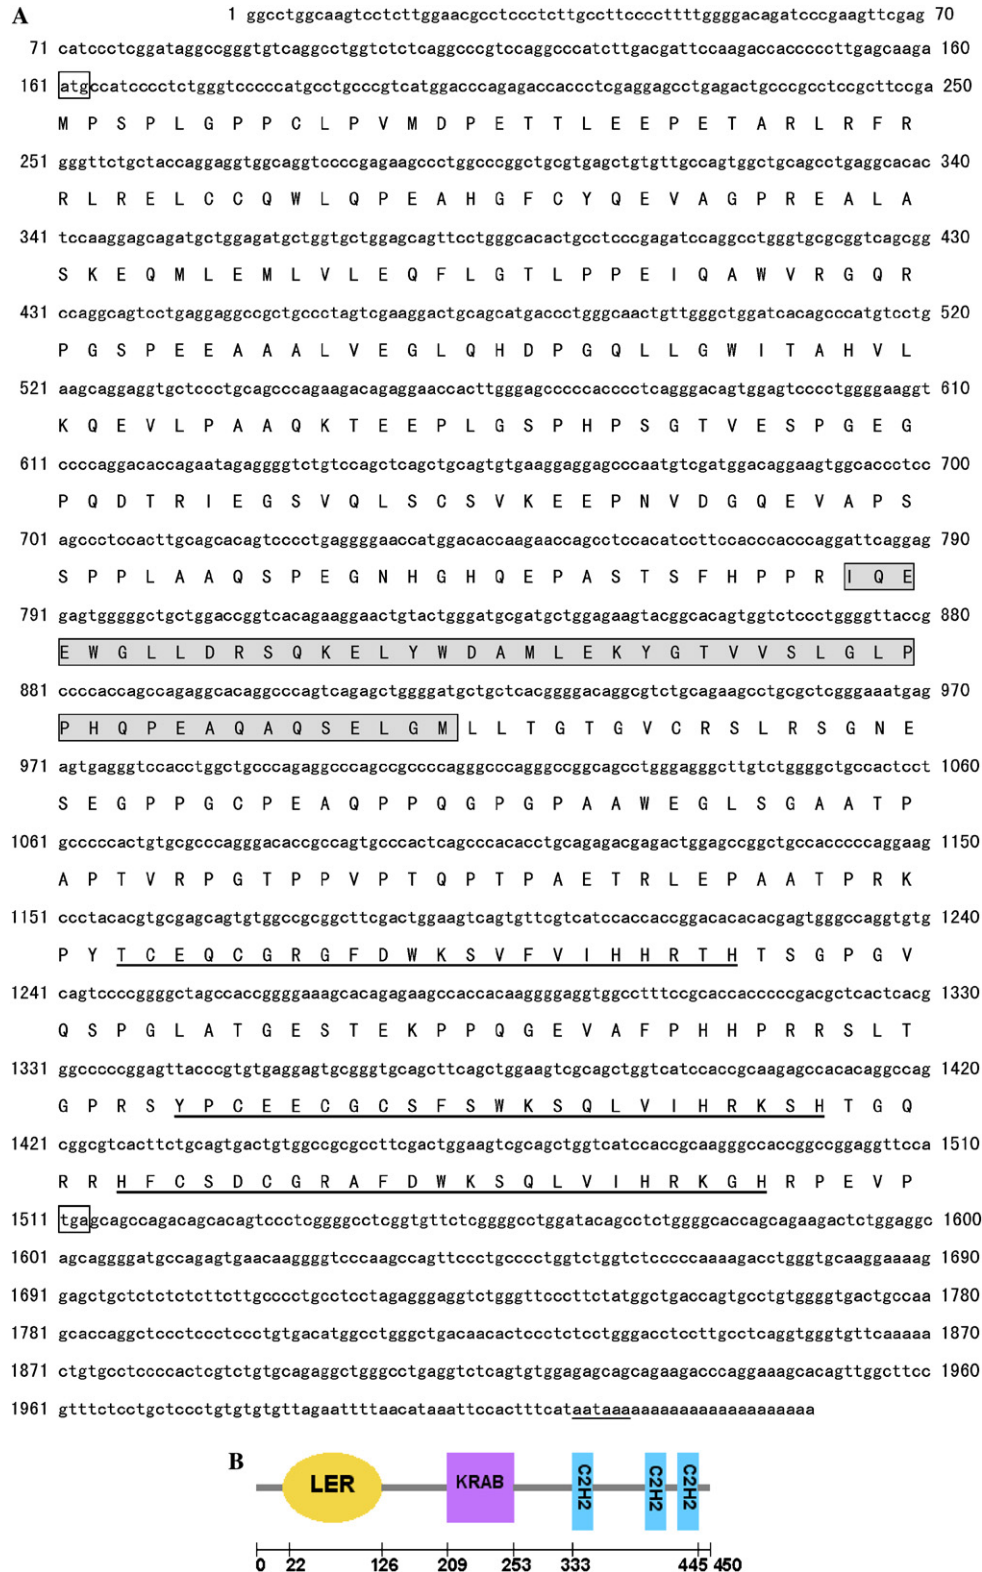 A
1 ggcctggcaagtcctcttggaacgcctccctcttgccttccccttttggggacagatcccgaagttcgag 70
71 catccctcggataggccgggtgtcaggcctggtctctcaggcccgtccaggcccatcttgacgattccaagaccacccccttgagcaaga 160
161 atgccatcccctctgggtcccccatgcctgcccgtcatggacccagagaccaccctcgaggagcctgagactgcccgcctccgcttccga 250
M P S P L G P P C L P V M D P E T T L E E P E T A R L R F R
251 gggttctgctaccaggaggtggcaggtccccgagaagccctggcccggctgcgtgagctgtgttgccagtggctgcagcctgaggcacac 340
R L R E L C C Q W L Q P E A H G F C Y Q E V A G P R E A L A
341 tccaaggagcagatgctggagatgctggtgctggagcagttcctgggcacactgcctcccgagatccaggcctgggtgcgcggtcagcgg 430
S K E Q M L E M L V L E Q F L G T L P P E I Q A W V R G Q R
431 ccaggcagtcctgaggaggccgctgccctagtcgaaggactgcagcatgaccctgggcaactgttgggctggatcacagcccatgtcctg 520
P G S P E E A A A L V E G L Q H D P G Q L L G W I T A H V L
521 aagcaggaggtgctccctgcagcccagaagacagaggaaccacttgggagcccccacccctcagggacagtggagtcccctggggaaggt 610
K Q E V L P A A Q K T E E P L G S P H P S G T V E S P G E G
611 ccccaggacaccagaatagaggggtctgtccagctcagctgcagtgtgaaggaggagcccaatgtcgatggacaggaagtggcaccctcc 700
P Q D T R I E G S V Q L S C S V K E E P N V D G Q E V A P S
701 agccctccacttgcagcacagtcccctgaggggaaccatggacaccaagaaccagcctccacatccttccacccacccaggattcaggag 790
S P P L A A Q S P E G N H G H Q E P A S T S F H P P R I Q E
791 gagtgggggctgctggaccggtcacagaaggaactgtactgggatgcgatgctggagaagtacggcacagtggtctccctggggttaccg 880
E W G L L D R S Q K E L Y W D A M L E K Y G T V V S L G L P
881 ccccaccagccagaggcacaggcccagtcagagctggggatgctgctcacggggacaggcgtctgcagaagcctgcgctcgggaaatgag 970
P H Q P E A Q A Q S E L G M L L T G T G V C R S L R S G N E
971 agtgagggtccacctggctgcccagaggcccagccgccccagggcccagggccggcagcctgggagggcttgtctggggctgccactcct 1060
S E G P P G C P E A Q P P Q G P G P A A W E G L S G A A T P
1061 gcccccactgtgcgcccagggacaccgccagtgcccactcagcccacacctgcagagacgagactggagccggctgccacccccaggaag 1150
A P T V R P G T P P V P T Q P T P A E T R L E P A A T P R K
1151 ccctacacgtgcgagcagtgtggccgcggcttcgactggaagtcagtgttcgtcatccaccaccggacacacacgagtgggccaggtgtg 1240
P Y T C E Q C G R G F D W K S V F V I H H R T H T S G P G V
1241 cagtccccggggctagccaccggggaaagcacagagaagccaccacaaggggaggtggcctttccgcaccacccccgacgctcactcacg 1330
Q S P G L A T G E S T E K P P Q G E V A F P H H P R R S L T
1331 ggcccccggagttacccgtgtgaggagtgcgggtgcagcttcagctggaagtcgcagctggtcatccaccgcaagagccacacaggccag 1420
G P R S Y P C E E C G C S F S W K S Q L V I H R K S H T G Q
1421 cggcgtcacttctgcagtgactgtggccgcgccttcgactggaagtcgcagctggtcatccaccgcaagggccaccggccggaggttcca 1510
R R H F C S D C G R A F D W K S Q L V I H R K G H R P E V P
1511 tgagcagccagacagcacagtccctcggggcctcggtgttctcggggcctggatacagcctctggggcaccagcagaagactctggaggc 1600
1601 agcaggggatgccagagtgaacaaggggtcccaagccagttccctgcccctggtctggtctcccccaaaagacctgggtgcaaggaaaag 1690
1691 gagctgctctctctcttcttgcccctgcctcctagagggaggtctgggttcccttctatggctgaccagtgcctgtggggtgactgccaa 1780
1781 gcaccaggctccctccctccctgtgacatggcctgggctgacaacactccctctcctgggacctccttgcctcaggtgggtgttcaaaaa 1870
1871 ctgtgcctccccactcgtctgtgtgcagaggctgggcctgaggtctcagtgtggagagcagcagaagacccaggaaagcacagttggcttcc 1960
1961 gtttctcctgctccctgtgtgtgttagaattttaacataaattccactttcataataaaaaaaaaaaaaaaaaaaaaa
B
LER KRAB C2H2 C2H2 C2H2
0 22 126 209 253 333 445 450